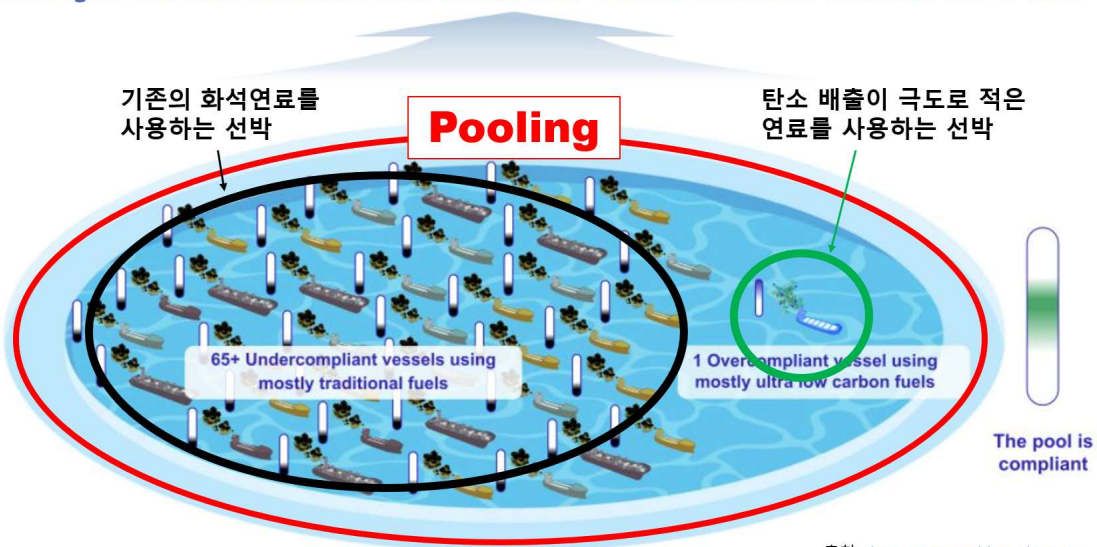 기존의 화석연료를
사용하는 선박
Pooling
탄소 배출이 극도로 적은
연료를 사용하는 선박
65+ Undercompliant vessels using
mostly traditional fuels
1 Overcompliant vessel using
mostly ultra low carbon fuels
The pool is
compliant